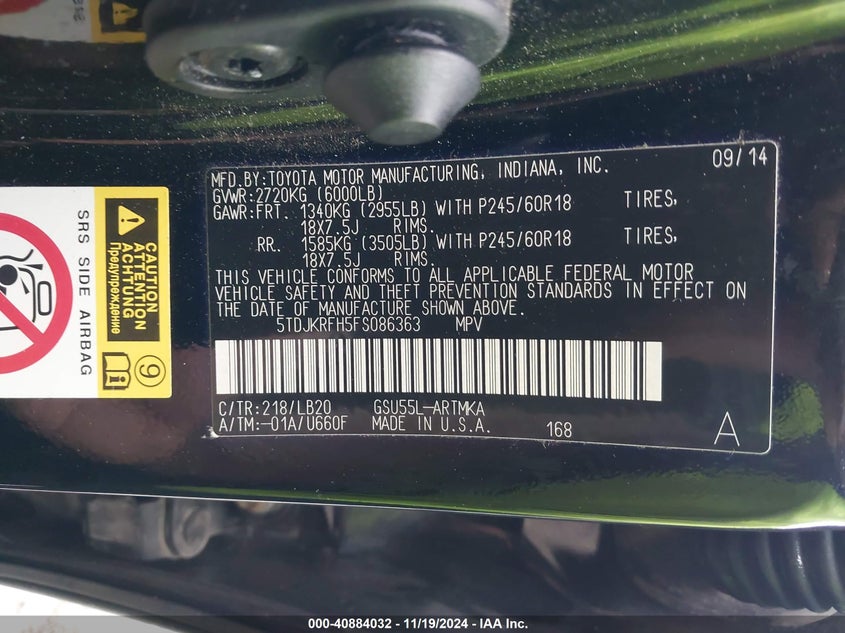 MFD.BY:TOYOTA MOTOR MANUFACTURING, INDIANA, INC. 09/14
GVWR:2720KG (6000LB)
GAWR:FRT. 1340KG (2955LB) WITH P245/60R18 TIRES,
18X7.5J RIMS.
RR. 1585KG (3505LB) WITH P245/60R18 TIRES,
18X7.5J RIMS.
THIS VEHICLE CONFORMS TO ALL APPLICABLE FEDERAL MOTOR
VEHICLE SAFETY AND THEFT PREVENTION STANDARDS IN EFFECT ON
THE DATE OF MANUFACTURE SHOWN ABOVE.
5TDJKRFH5FS086363 MPV
C/TR:218/LB20 GSU55L-ARTMKA
A/TM:-01A/U660F MADE IN U.S.A. 168 A
SRS SIDE AIRBAG
CAUTION
ATTENTION
ACHTUNG
Предупреждение
9
000-40884032 - 11/19/2024 - IAA Inc.